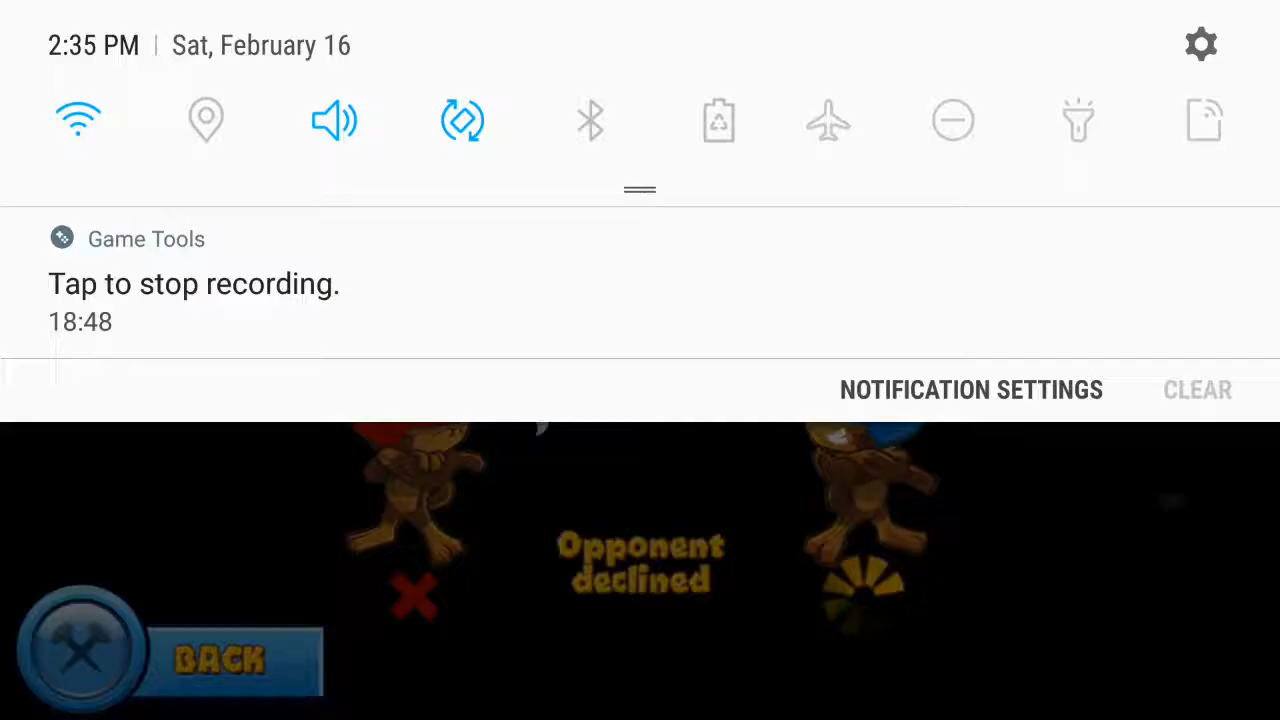 2:35 PM | Sat, February 16
Game Tools
Tap to stop recording.
18:48
NOTIFICATION SETTINGS CLEAR
Opponent
declined
BACK